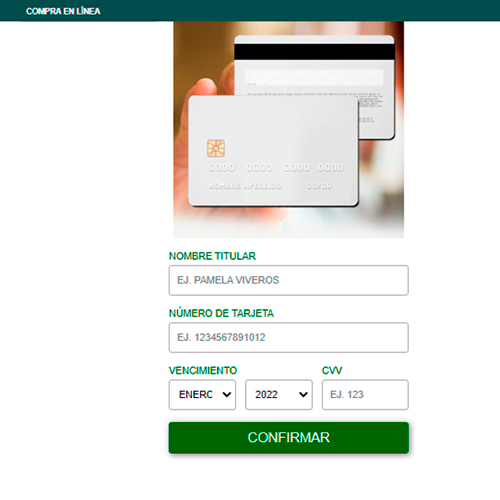 COMPRA EN LÍNEA
0000 0000 0000 0000
NOMBRE APELLIDO 00/00
NOMBRE TITULAR
EJ. PAMELA VIVEROS
NÚMERO DE TARJETA
EJ. 1234567891012
VENCIMIENTO CVV
ENERO 2022 EJ. 123
CONFIRMAR